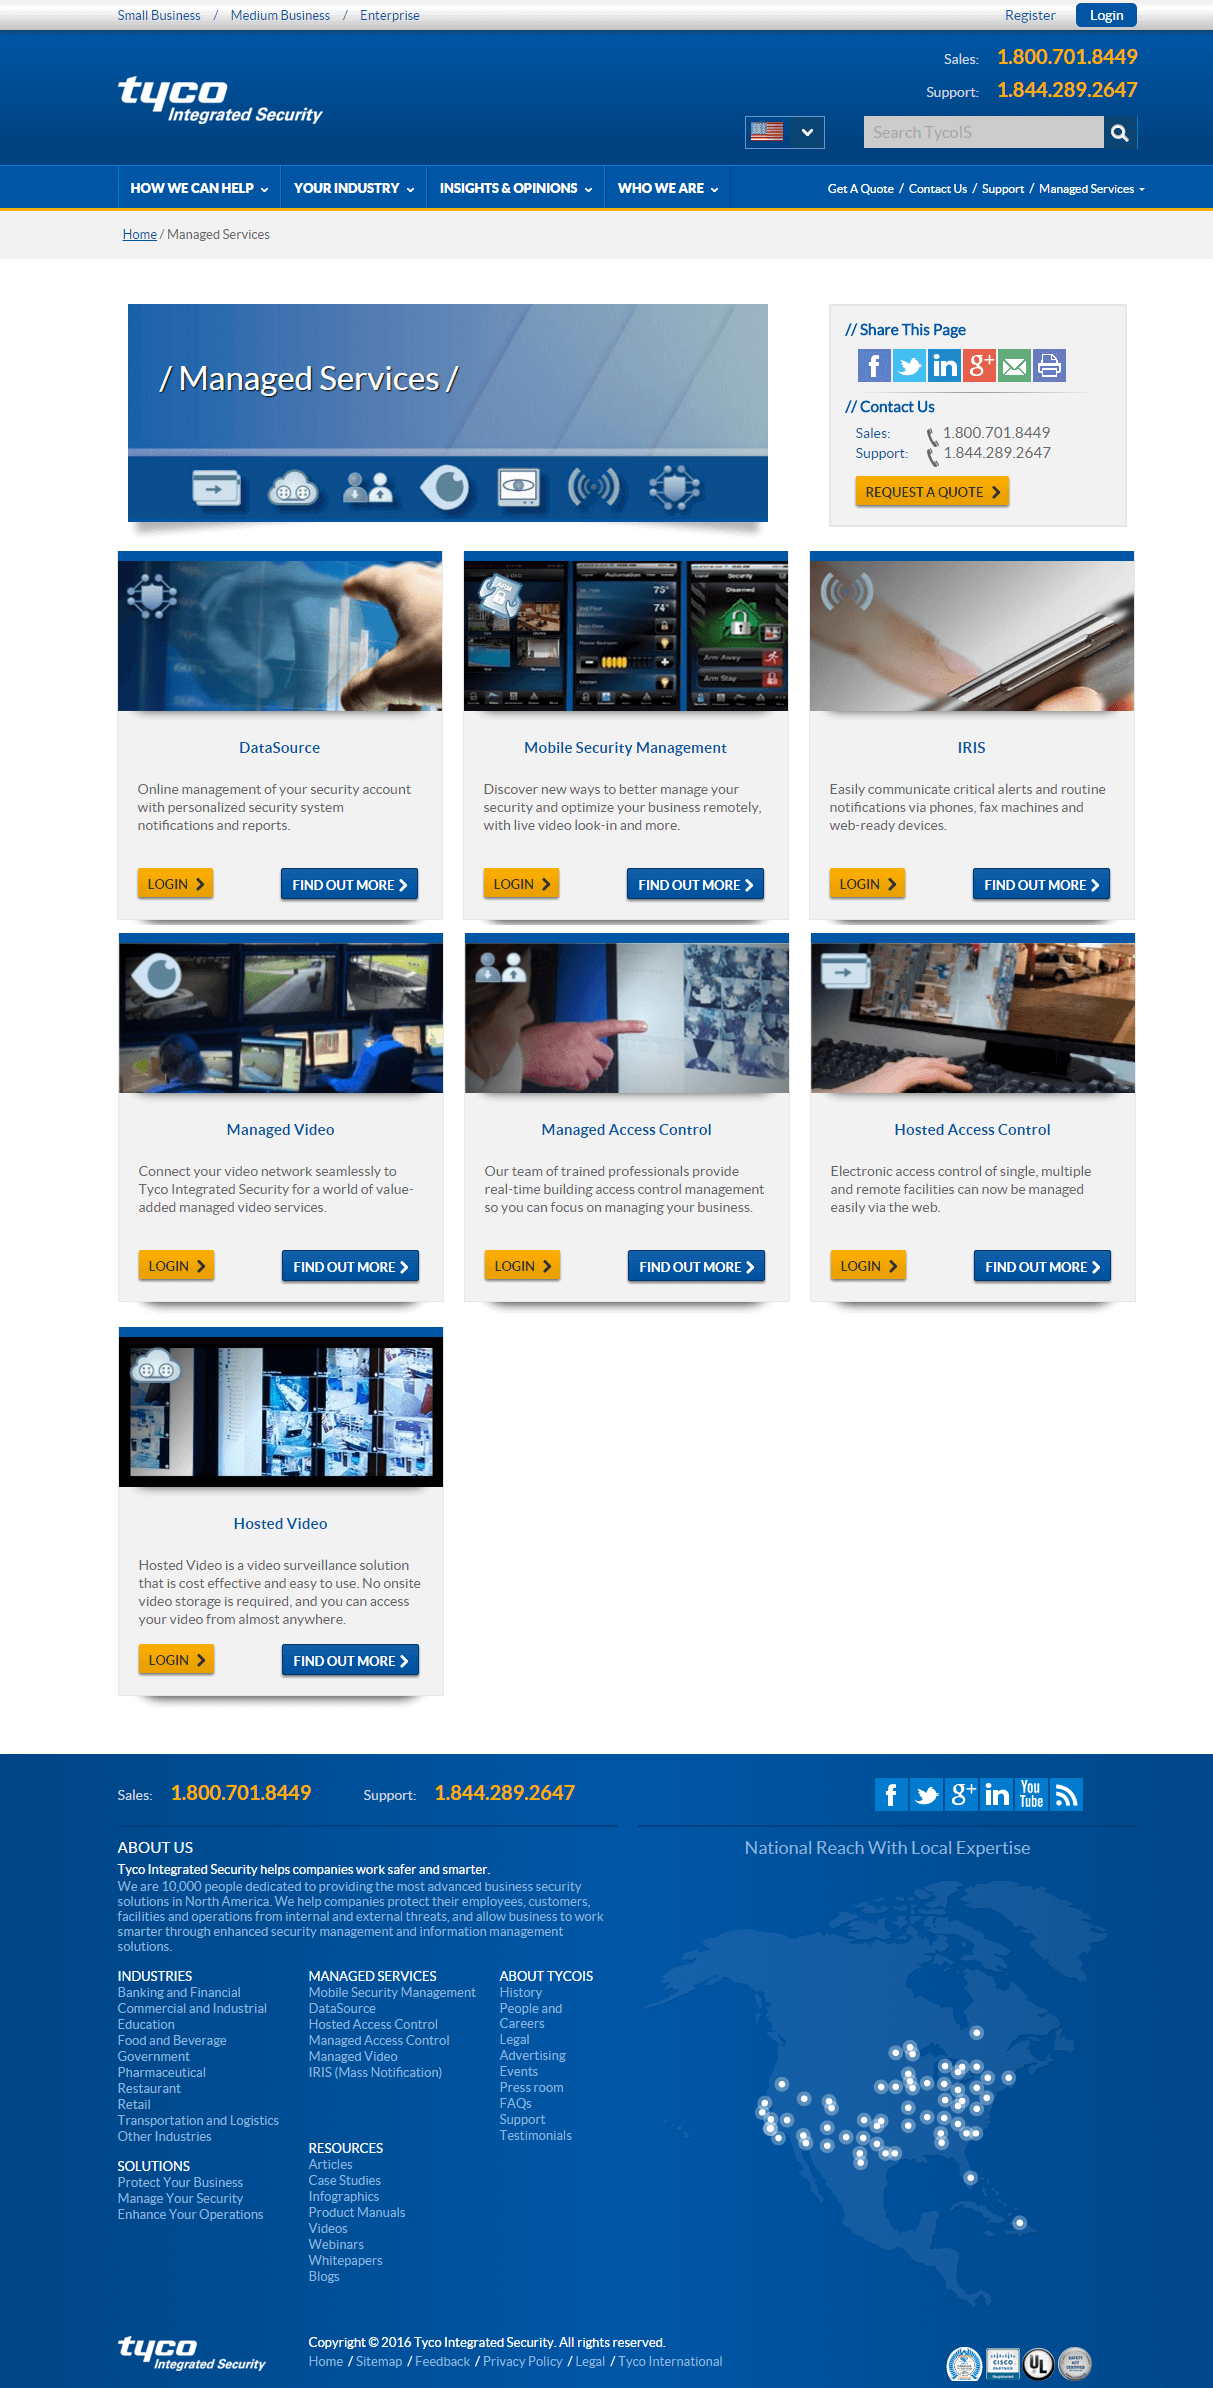 Small Business / Medium Business / Enterprise
Register Login
Sales: 1.800.701.8449
Support: 1.844.289.2647
tyco
Integrated Security
Search TycoIS
HOW WE CAN HELP YOUR INDUSTRY INSIGHTS & OPINIONS WHO WE ARE
Get A Quote / Contact Us / Support / Managed Services
Home / Managed Services
/ Managed Services /
// Share This Page
// Contact Us
Sales: 1.800.701.8449
Support: 1.844.289.2647
REQUEST A QUOTE
DataSource
Online management of your security account
with personalized security system
notifications and reports.
LOGIN FIND OUT MORE
Automation
Security
75°
74°
Disarmed
Arm Away
Arm Stay
Mobile Security Management
Discover new ways to better manage your
security and optimize your business remotely,
with live video look-in and more.
LOGIN FIND OUT MORE
IRIS
Easily communicate critical alerts and routine
notifications via phones, fax machines and
web-ready devices.
LOGIN FIND OUT MORE
Managed Video
Connect your video network seamlessly to
Tyco Integrated Security for a world of value-
added managed video services.
LOGIN FIND OUT MORE
Managed Access Control
Our team of trained professionals provide
real-time building access control management
so you can focus on managing your business.
LOGIN FIND OUT MORE
Hosted Access Control
Electronic access control of single, multiple
and remote facilities can now be managed
easily via the web.
LOGIN FIND OUT MORE
Hosted Video
Hosted Video is a video surveillance solution
that is cost effective and easy to use. No onsite
video storage is required, and you can access
your video from almost anywhere.
LOGIN FIND OUT MORE
Sales: 1.800.701.8449 Support: 1.844.289.2647
You
Tube
ABOUT US
Tyco Integrated Security helps companies work safer and smarter.
We are 10,000 people dedicated to providing the most advanced business security
solutions in North America. We help companies protect their employees, customers,
facilities and operations from internal and external threats, and allow business to work
smarter through enhanced security management and information management
solutions.
National Reach With Local Expertise
INDUSTRIES
Banking and Financial
Commercial and Industrial
Education
Food and Beverage
Government
Pharmaceutical
Restaurant
Retail
Transportation and Logistics
Other Industries
SOLUTIONS
Protect Your Business
Manage Your Security
Enhance Your Operations
MANAGED SERVICES
Mobile Security Management
DataSource
Hosted Access Control
Managed Access Control
Managed Video
IRIS (Mass Notification)
RESOURCES
Articles
Case Studies
Infographics
Product Manuals
Videos
Webinars
Whitepapers
Blogs
ABOUT TYCOIS
History
People and
Careers
Legal
Advertising
Events
Press room
FAQs
Support
Testimonials
tyco
Integrated Security
Copyright © 2016 Tyco Integrated Security. All rights reserved.
Home / Sitemap / Feedback / Privacy Policy / Legal / Tyco International
CISCO
UL